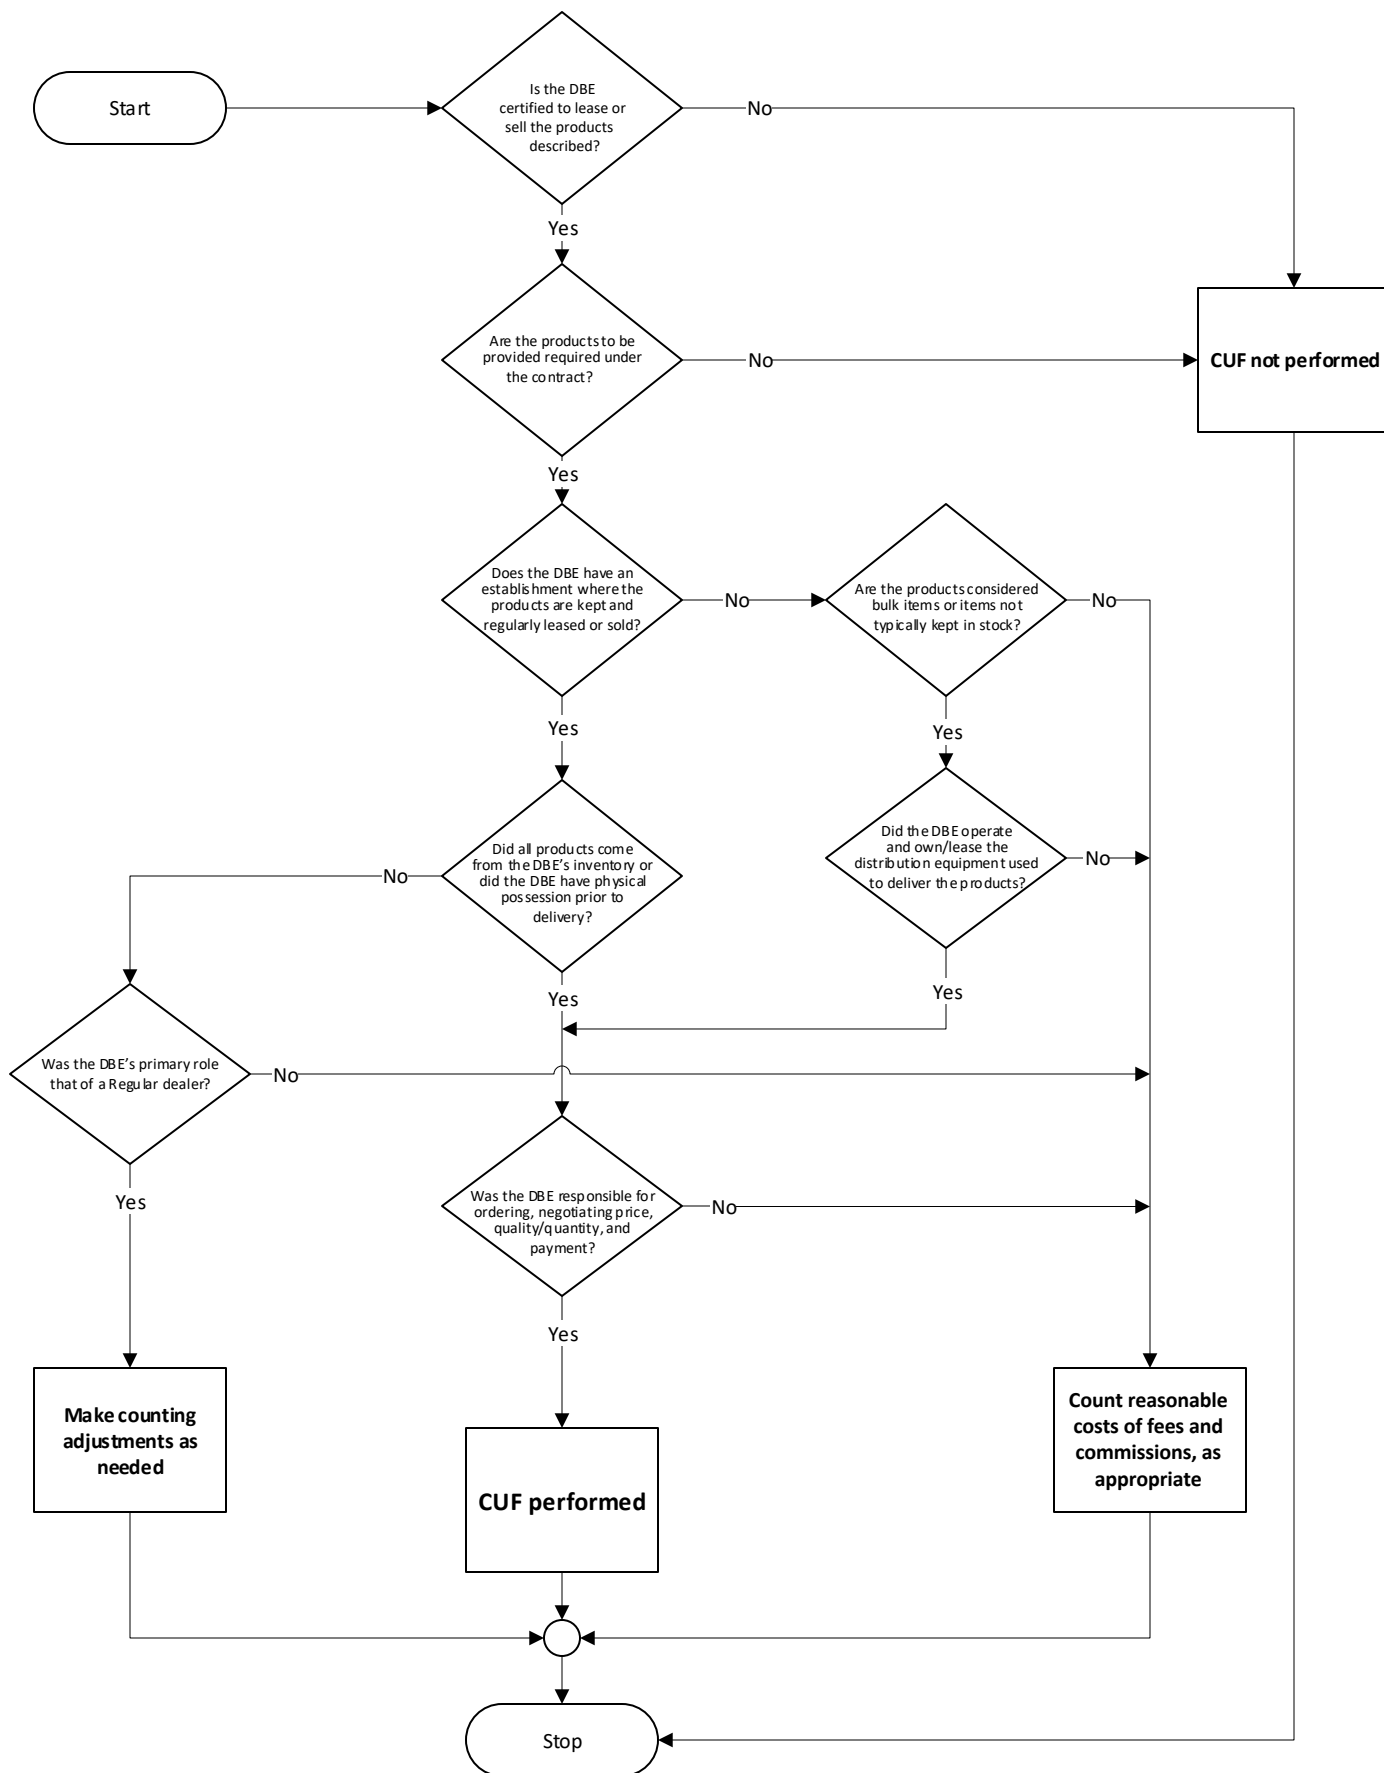 Start
Is the DBE
certified to lease or
sell the products
described?
No
Yes
Are the products to be
provided required under
the contract?
No
CUF not performed
Yes
Does the DBE have an
establishment where the
products are kept and
regularly leased or sold?
No
Are the products considered
bulk items or items not
typically kept in stock?
No
Yes
Yes
Did all products come
from the DBE's inventory or
did the DBE have physical
possession prior to
delivery?
No
Did the DBE operate
and own/lease the
distribution equipment used
to deliver the products?
No
Yes
Yes
Was the DBE's primary role
that of a Regular dealer?
No
Yes
Was the DBE responsible for
ordering, negotiating price,
quality/quantity, and
payment?
No
Yes
Make counting
adjustments as
needed
CUF performed
Count reasonable
costs of fees and
commissions, as
appropriate
Stop